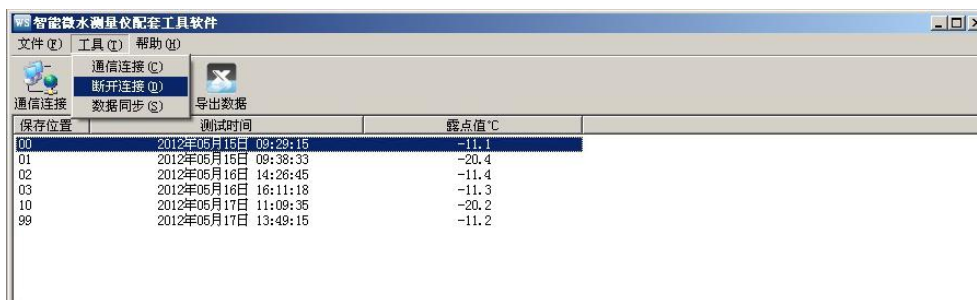 WS 智能微水测量仪配套工具软件
文件(F) 工具(T) 帮助(H)
通信连接(C)
断开连接(D)
数据同步(S)
通信连接 导出数据
保存位置 测试时间 露点值℃
00 2012年05月15日 09:29:15 -11.1
01 2012年05月15日 09:38:33 -20.4
02 2012年05月16日 14:26:45 -11.4
03 2012年05月16日 16:11:18 -11.3
10 2012年05月17日 11:09:35 -20.2
99 2012年05月17日 13:49:15 -11.2